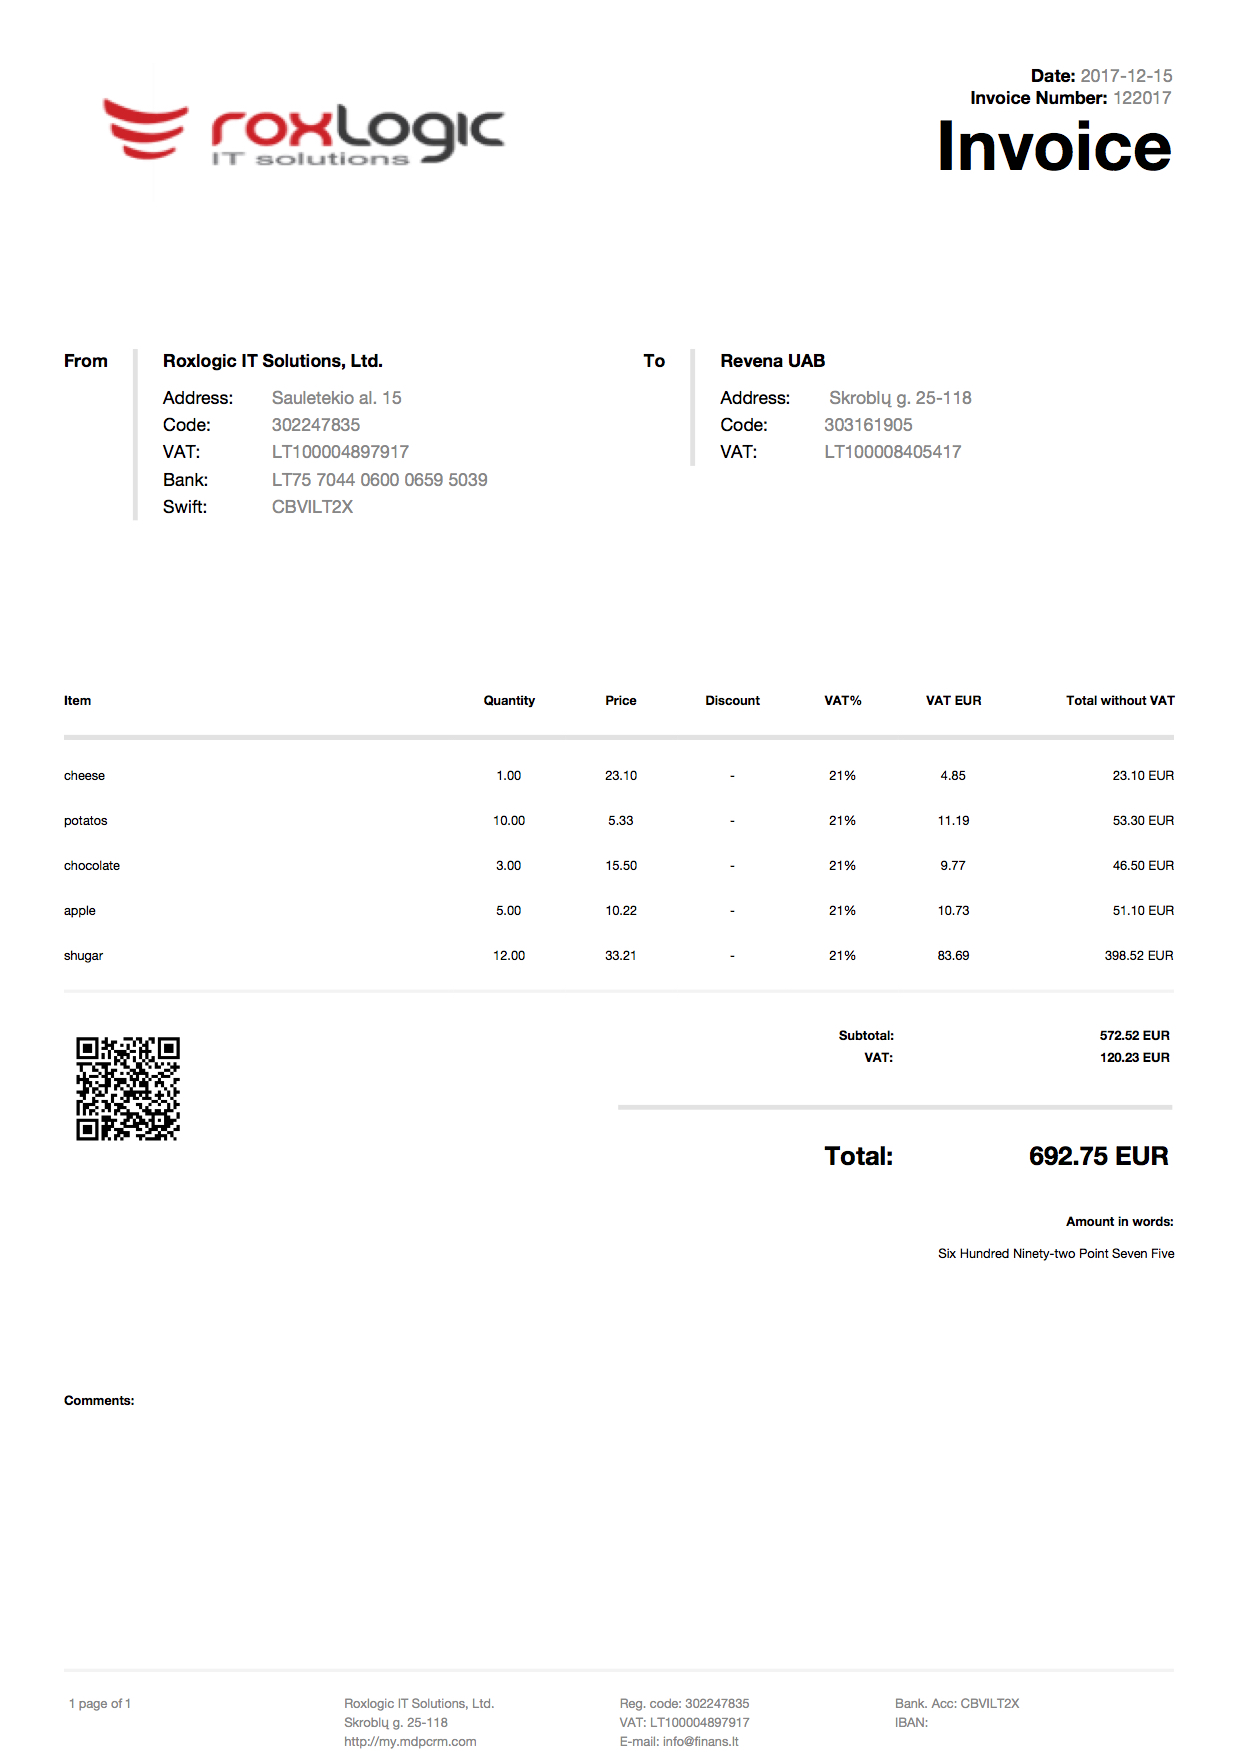 Date: 2017-12-15
Invoice Number: 122017
roxLogic
IT solutions
Invoice
From
Roxlogic IT Solutions, Ltd.
Address: Sauletekio al. 15
Code: 302247835
VAT: LT100004897917
Bank: LT75 7044 0600 0659 5039
Swift: CBVILT2X
To
Revena UAB
Address: Skroblų g. 25-118
Code: 303161905
VAT: LT100008405417
Item Quantity Price Discount VAT% VAT EUR Total without VAT
cheese 1.00 23.10 - 21% 4.85 23.10 EUR
potatos 10.00 5.33 - 21% 11.19 53.30 EUR
chocolate 3.00 15.50 - 21% 9.77 46.50 EUR
apple 5.00 10.22 - 21% 10.73 51.10 EUR
shugar 12.00 33.21 - 21% 83.69 398.52 EUR
Subtotal: 572.52 EUR
VAT: 120.23 EUR
Total: 692.75 EUR
Amount in words:
Six Hundred Ninety-two Point Seven Five
Comments:
1 page of 1
Roxlogic IT Solutions, Ltd.
Skroblų g. 25-118
http://my.mdpcrm.com
Reg. code: 302247835
VAT: LT100004897917
E-mail: info@finans.lt
Bank. Acc: CBVILT2X
IBAN: